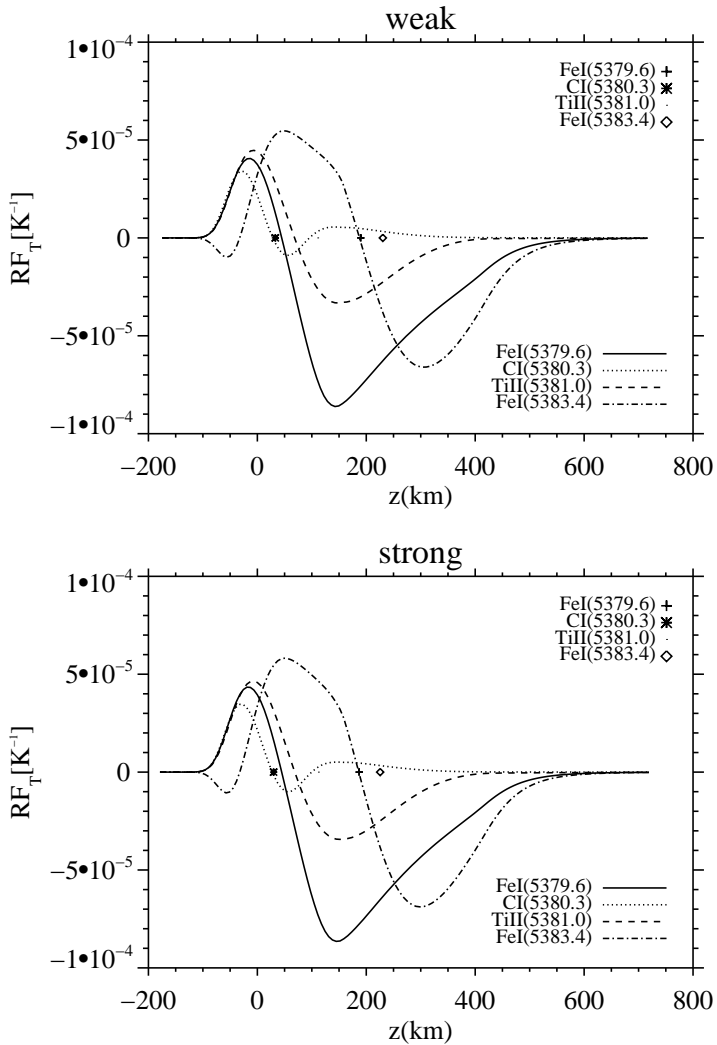 weak
1•10⁻⁴
5•10⁻⁵
0
−5•10⁻⁵
−1•10⁻⁴
RF_T[K⁻¹]
FeI(5379.6)
CI(5380.3)
TiII(5381.0)
FeI(5383.4)
FeI(5379.6)
CI(5380.3)
TiII(5381.0)
FeI(5383.4)
−200 0 200 400 600 800
z(km)
strong
1•10⁻⁴
5•10⁻⁵
0
−5•10⁻⁵
−1•10⁻⁴
RF_T[K⁻¹]
FeI(5379.6)
CI(5380.3)
TiII(5381.0)
FeI(5383.4)
FeI(5379.6)
CI(5380.3)
TiII(5381.0)
FeI(5383.4)
−200 0 200 400 600 800
z(km)